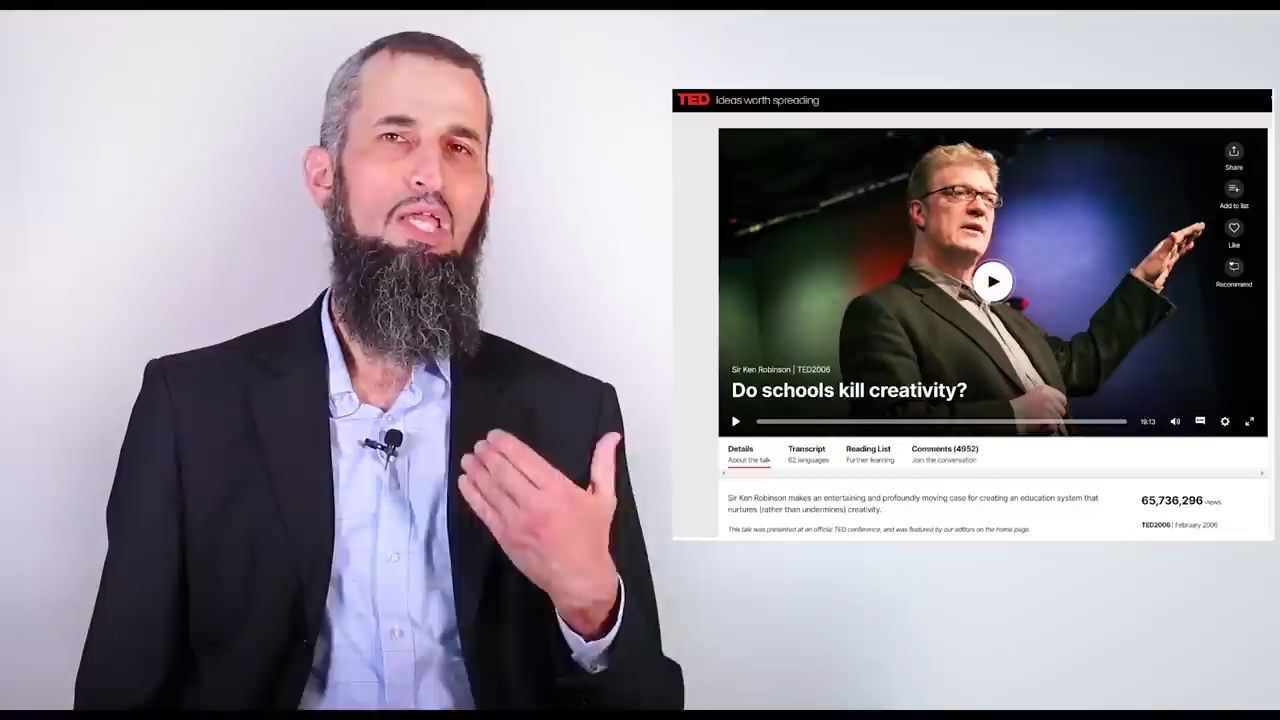 TED Ideas worth spreading
Share
Add to list
Like
Recommend
Sir Ken Robinson | TED2006
Do schools kill creativity?
19:13
Details Transcript Reading List Comments (4952)
About the talk 62 languages Further learning Join the conversation
Sir Ken Robinson makes an entertaining and profoundly moving case for creating an education system that
nurtures (rather than undermines) creativity.
65,736,296 views
This talk was presented at an official TED conference, and was featured by our editors on the home page.
TED2006 | February 2006